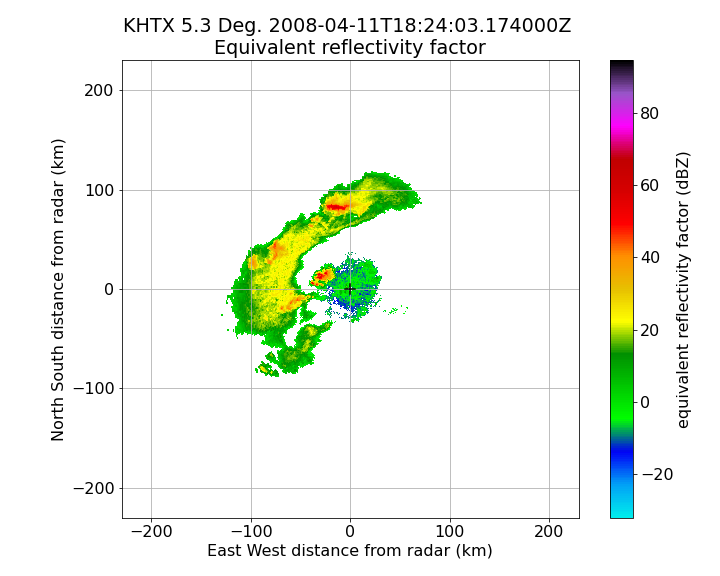 KHTX 5.3 Deg. 2008-04-11T18:24:03.174000Z
Equivalent reflectivity factor
200
100
0
−100
−200
North South distance from radar (km)
−200 −100 0 100 200
East West distance from radar (km)
80
60
40
20
0
−20
equivalent reflectivity factor (dBZ)